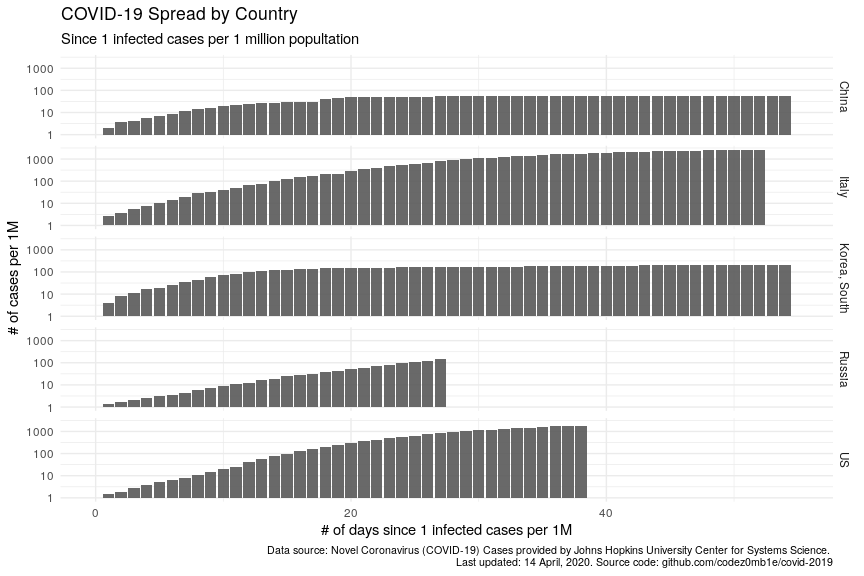 COVID-19 Spread by Country
Since 1 infected cases per 1 million popultation
# of cases per 1M
1000
100
10
1
China
1000
100
10
1
Italy
1000
100
10
1
Korea, South
1000
100
10
1
Russia
1000
100
10
1
US
0
20
40
# of days since 1 infected cases per 1M
Data source: Novel Coronavirus (COVID-19) Cases provided by Johns Hopkins University Center for Systems Science.
Last updated: 14 April, 2020. Source code: github.com/codez0mb1e/covid-2019